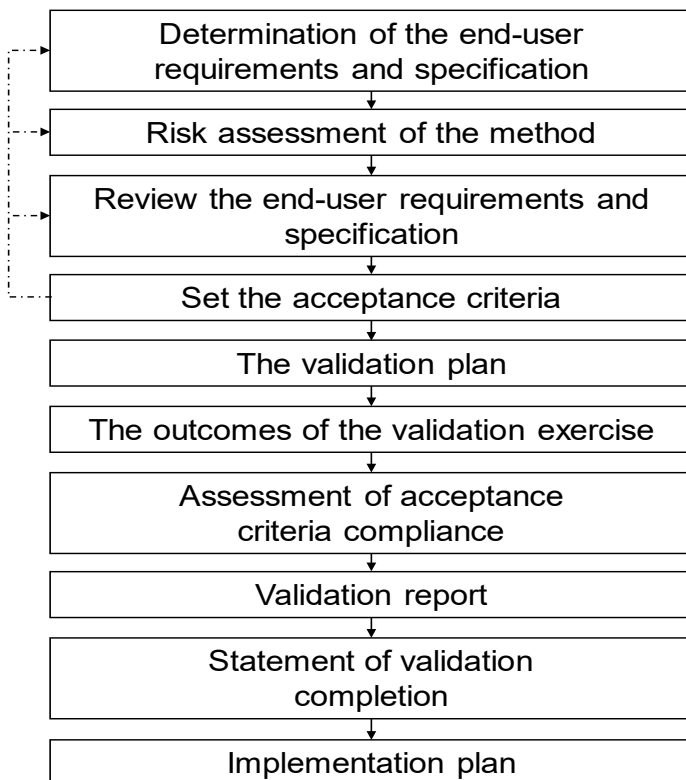 Determination of the end-user
requirements and specification
Risk assessment of the method
Review the end-user requirements and
specification
Set the acceptance criteria
The validation plan
The outcomes of the validation exercise
Assessment of acceptance
criteria compliance
Validation report
Statement of validation
completion
Implementation plan